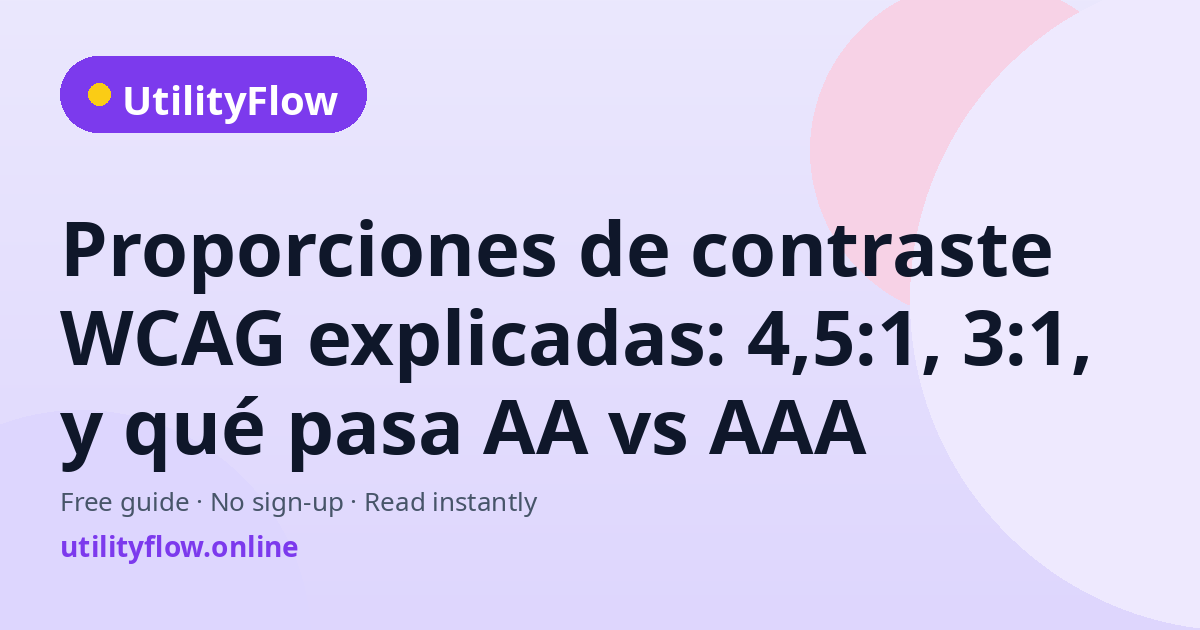 UtilityFlow
Proporciones de contraste
WCAG explicadas: 4,5:1, 3:1,
y qué pasa AA vs AAA
Free guide · No sign-up · Read instantly
utilityflow.online